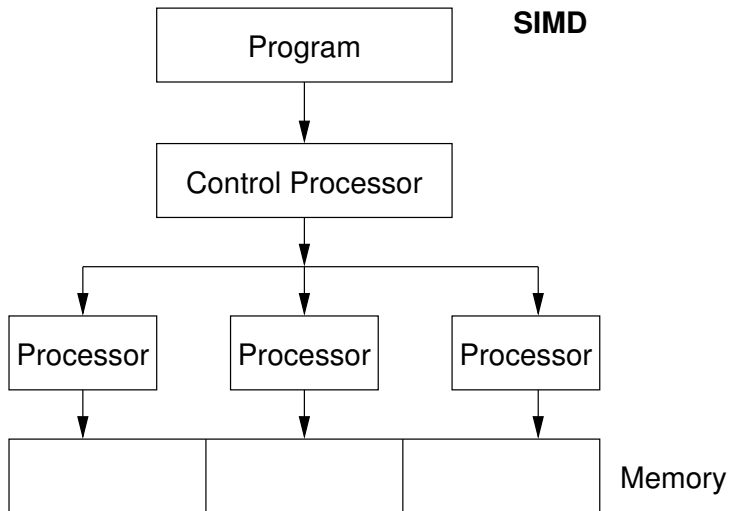 SIMD
Program
Control Processor
Processor
Processor
Processor
Memory